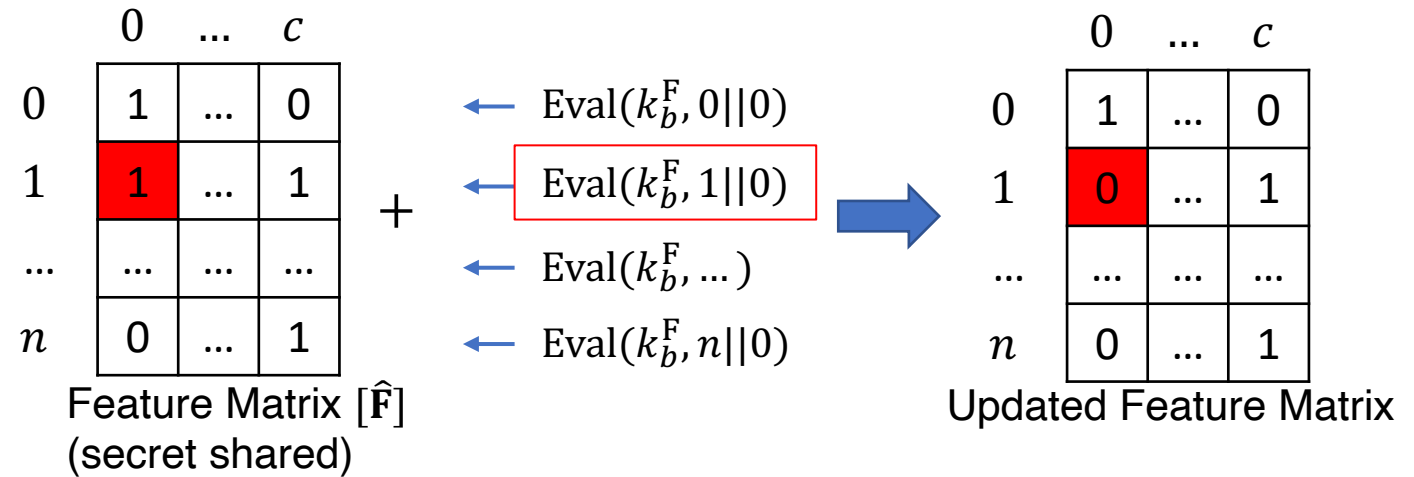 0 ... c
0 1 ... 0
1 1 ... 1
... ... ... ...
n 0 ... 1
Feature Matrix [F̂]
(secret shared)
+
← Eval(k_b^F, 0||0)
← Eval(k_b^F, 1||0)
← Eval(k_b^F, ... )
← Eval(k_b^F, n||0)
0 ... c
0 1 ... 0
1 0 ... 1
... ... ... ...
n 0 ... 1
Updated Feature Matrix